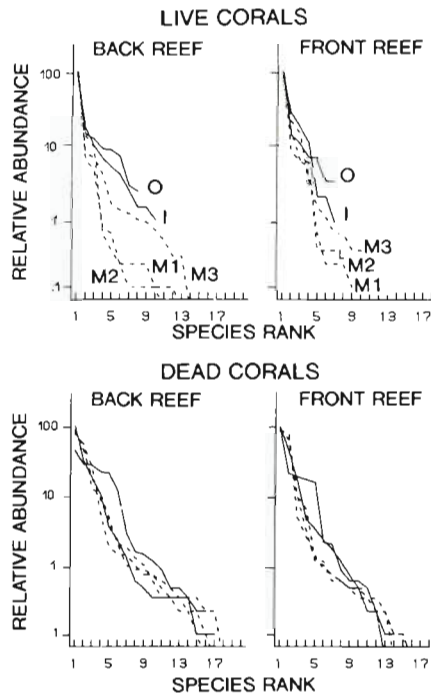 LIVE CORALS
BACK REEF
FRONT REEF
RELATIVE ABUNDANCE
100
10
1
.1
O
I
M1
M2
M3
O
I
M3
M2
M1
1 5 9 13 17
1 5 9 13 17
SPECIES RANK
DEAD CORALS
BACK REEF
FRONT REEF
RELATIVE ABUNDANCE
100
10
1
.1
1 5 9 13 17
1 5 9 13 17
SPECIES RANK